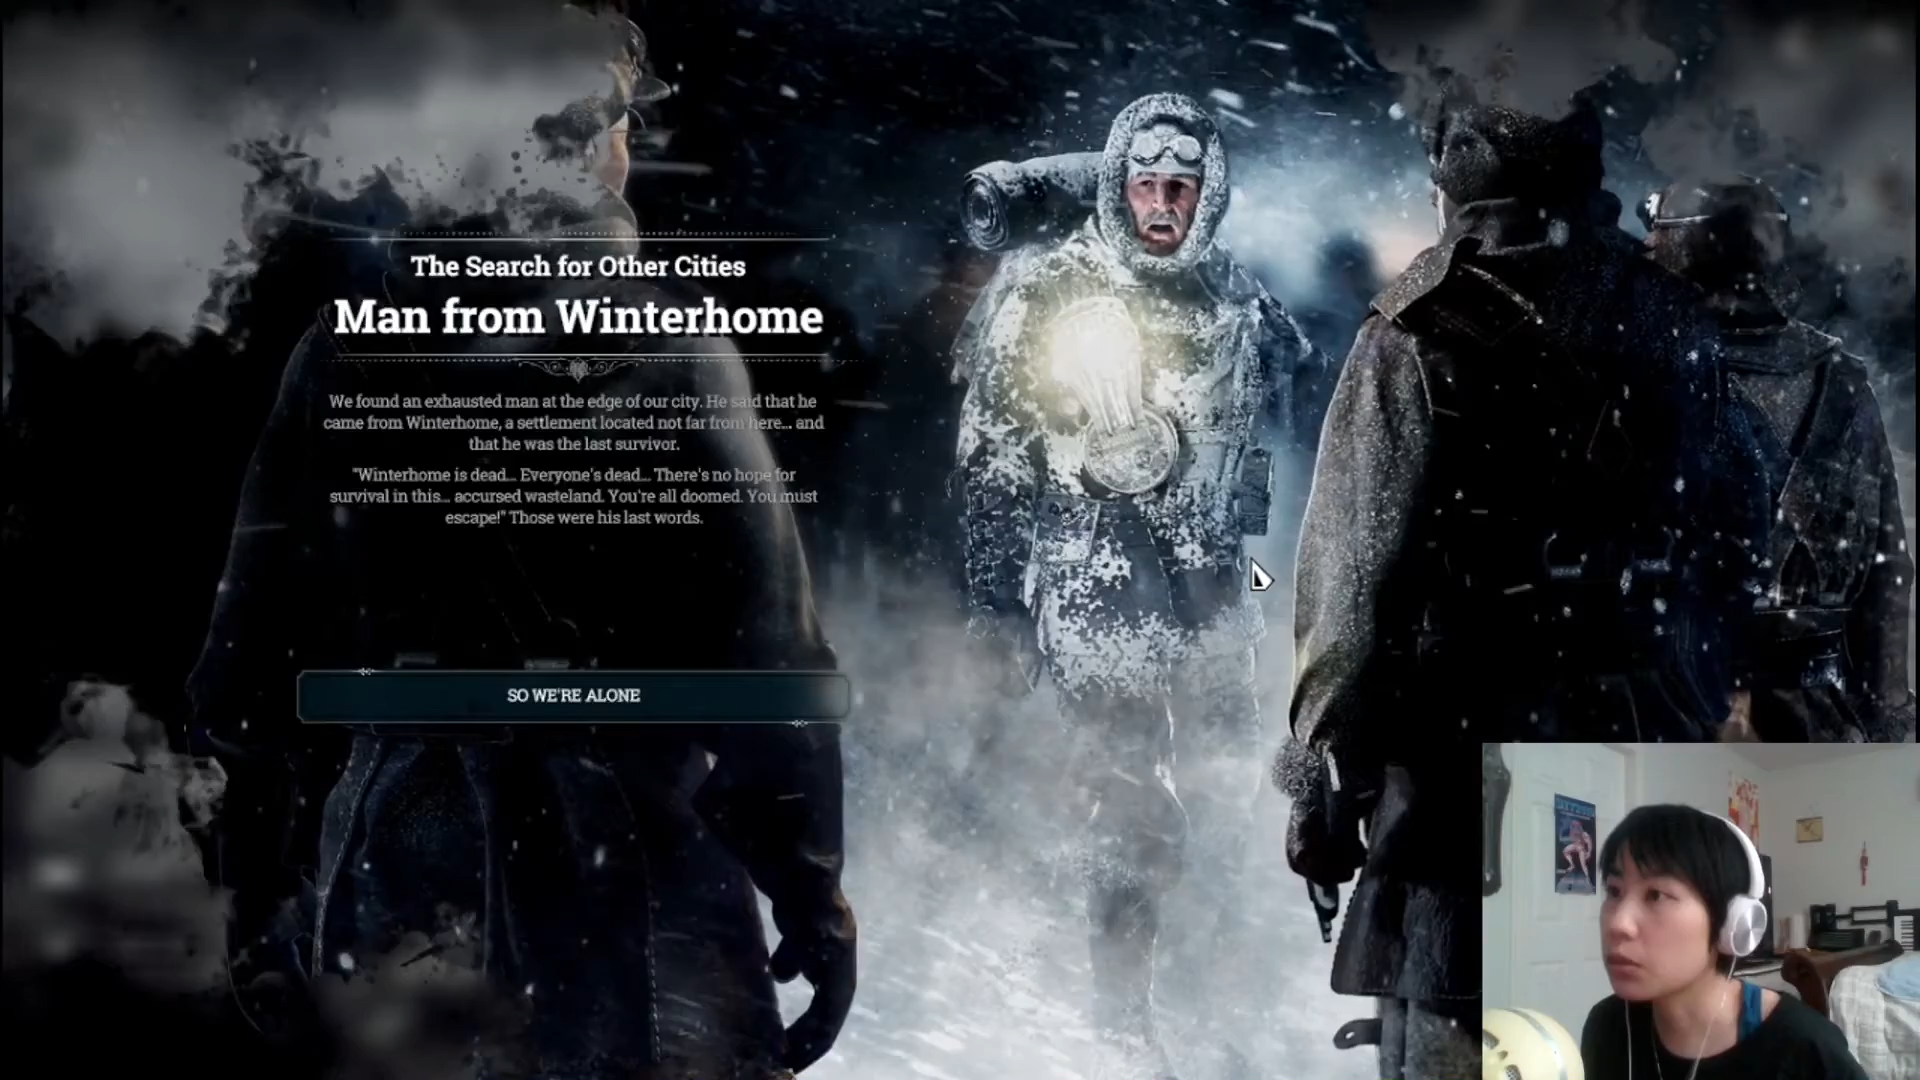 The Search for Other Cities
Man from Winterhome
We found an exhausted man at the edge of our city. He said that he
came from Winterhome, a settlement located not far from here... and
that he was the last survivor.
"Winterhome is dead... Everyone's dead... There's no hope for
survival in this... accursed wasteland. You're all doomed. You must
escape!" Those were his last words.
SO WE'RE ALONE